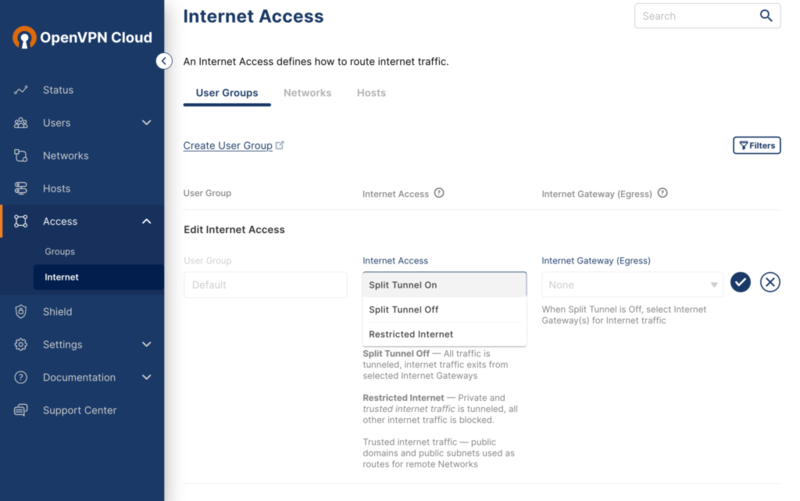 OpenVPN Cloud
Status
Users
Networks
Hosts
Access
Groups
Internet
Shield
Settings
Documentation
Support Center
Internet Access
Search
An Internet Access defines how to route internet traffic.
User Groups Networks Hosts
Create User Group
Filters
User Group Internet Access ? Internet Gateway (Egress) ?
Edit Internet Access
User Group Internet Access Internet Gateway (Egress)
Default
Split Tunnel On
None
Split Tunnel Off
Restricted Internet
When Split Tunnel is Off, select Internet
Gateway(s) for Internet traffic
Split Tunnel Off — All traffic is
tunneled, internet traffic exits from
selected Internet Gateways
Restricted Internet — Private and
trusted internet traffic is tunneled, all
other internet traffic is blocked.
Trusted internet traffic — public
domains and public subnets used as
routes for remote Networks